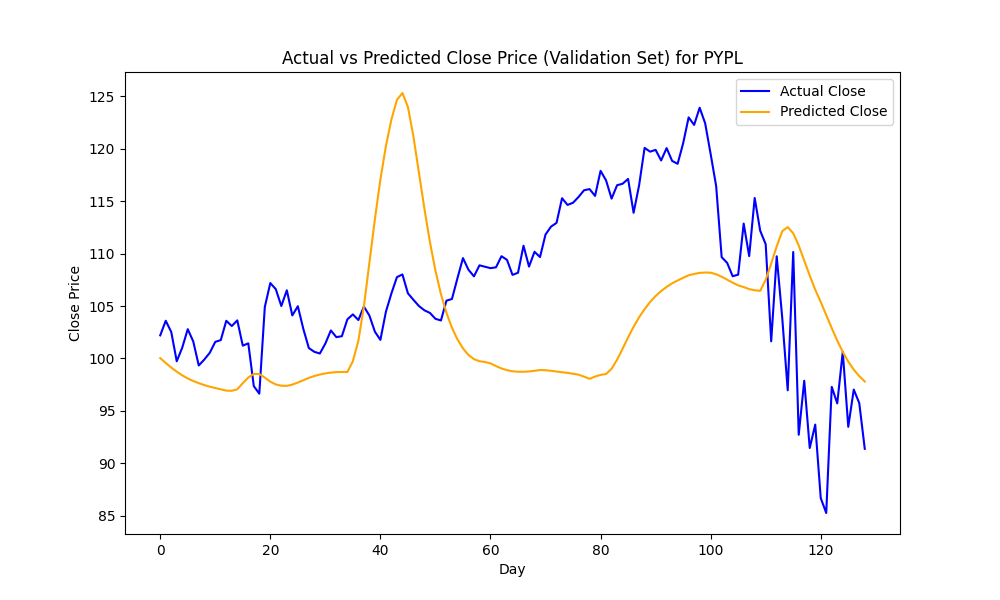 Actual vs Predicted Close Price (Validation Set) for PYPL
Actual Close
Predicted Close
Close Price
125
120
115
110
105
100
95
90
85
0 20 40 60 80 100 120
Day